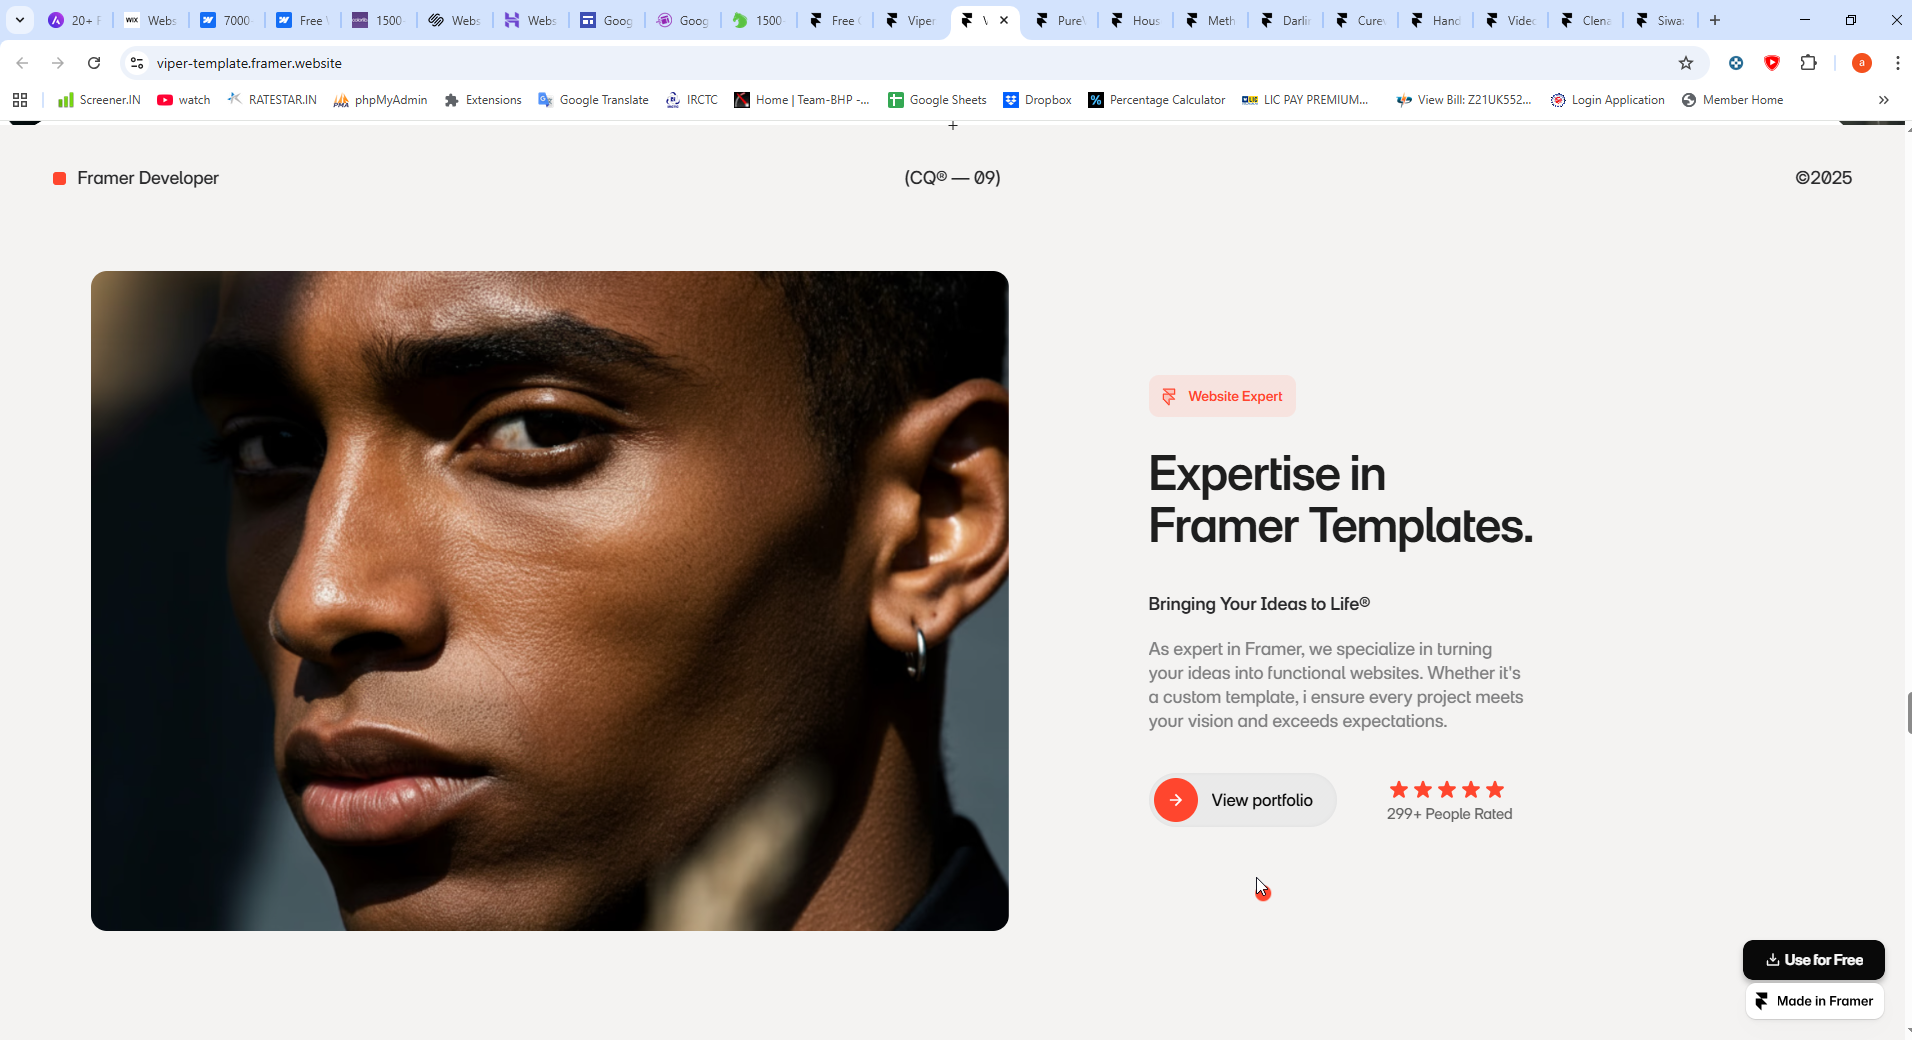 20+ F
WIX Webs
7000
Free
1500
Webs
Webs
Goog
Goog
1500
Free
Viper
V
Pure
Hous
Meth
Darlin
Cure
Hand
Video
Clena
Siwa
viper-template.framer.website
a
Screener.IN
watch
RATESTAR.IN
PMA phpMyAdmin
Extensions
Google Translate
IRCTC
Home | Team-BHP -...
Google Sheets
Dropbox
% Percentage Calculator
LIC PAY PREMIUM...
View Bill: Z21UK552...
Login Application
Member Home
Framer Developer
(CQ® — 09)
©2025
Website Expert
Expertise in
Framer Templates.
Bringing Your Ideas to Life®
As expert in Framer, we specialize in turning
your ideas into functional websites. Whether it's
a custom template, i ensure every project meets
your vision and exceeds expectations.
View portfolio
299+ People Rated
Use for Free
Made in Framer